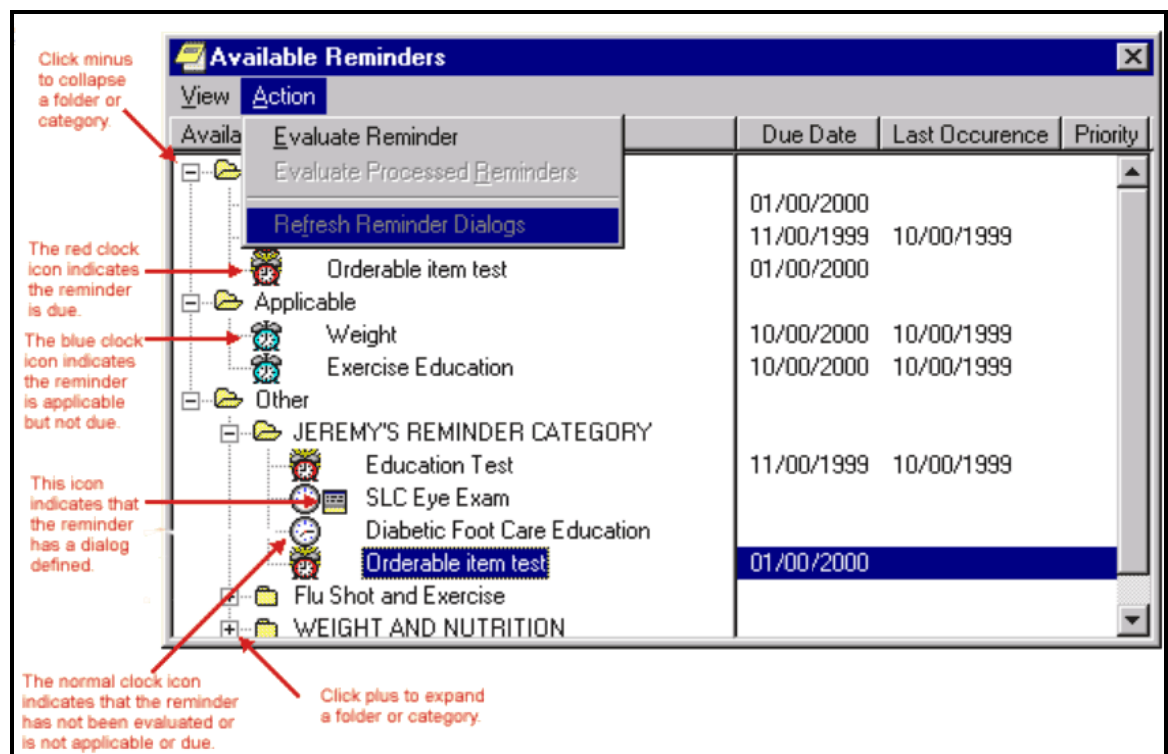 Click minus
to collapse
a folder or
category.
Available Reminders
View Action
Availa Due Date Last Occurence Priority
Evaluate Reminder
Evaluate Processed Reminders
Refresh Reminder Dialogs
01/00/2000
11/00/1999 10/00/1999
The red clock
icon indicates
the reminder
is due.
Orderable item test 01/00/2000
Applicable
The blue clock
icon indicates
the reminder
is applicable
but not due.
Weight 10/00/2000 10/00/1999
Exercise Education 10/00/2000 10/00/1999
Other
JEREMY'S REMINDER CATEGORY
Education Test 11/00/1999 10/00/1999
This icon
indicates that
the reminder
has a dialog
defined.
SLC Eye Exam
Diabetic Foot Care Education
Orderable item test 01/00/2000
Flu Shot and Exercise
WEIGHT AND NUTRITION
The normal clock icon
indicates that the reminder
has not been evaluated or
is not applicable or due.
Click plus to expand
a folder or category.